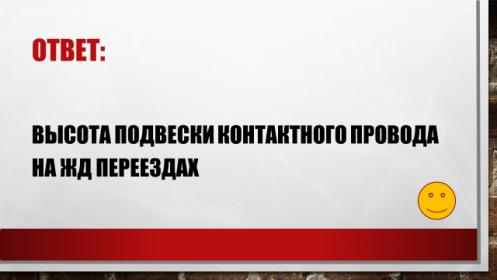 ОТВЕТ:
ВЫСОТА ПОДВЕСКИ КОНТАКТНОГО ПРОВОДА
НА ЖД ПЕРЕЕЗДАХ